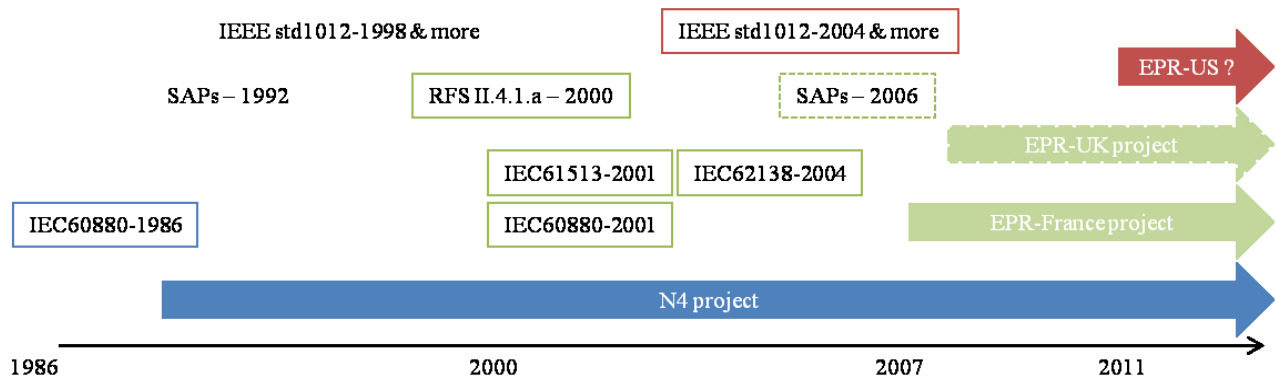 IEEE std1012-1998 & more
IEEE std1012-2004 & more
EPR-US ?
SAPs – 1992
RFS II.4.1.a – 2000
SAPs – 2006
EPR-UK project
IEC61513-2001
IEC62138-2004
IEC60880-1986
IEC60880-2001
EPR-France project
N4 project
1986
2000
2007
2011